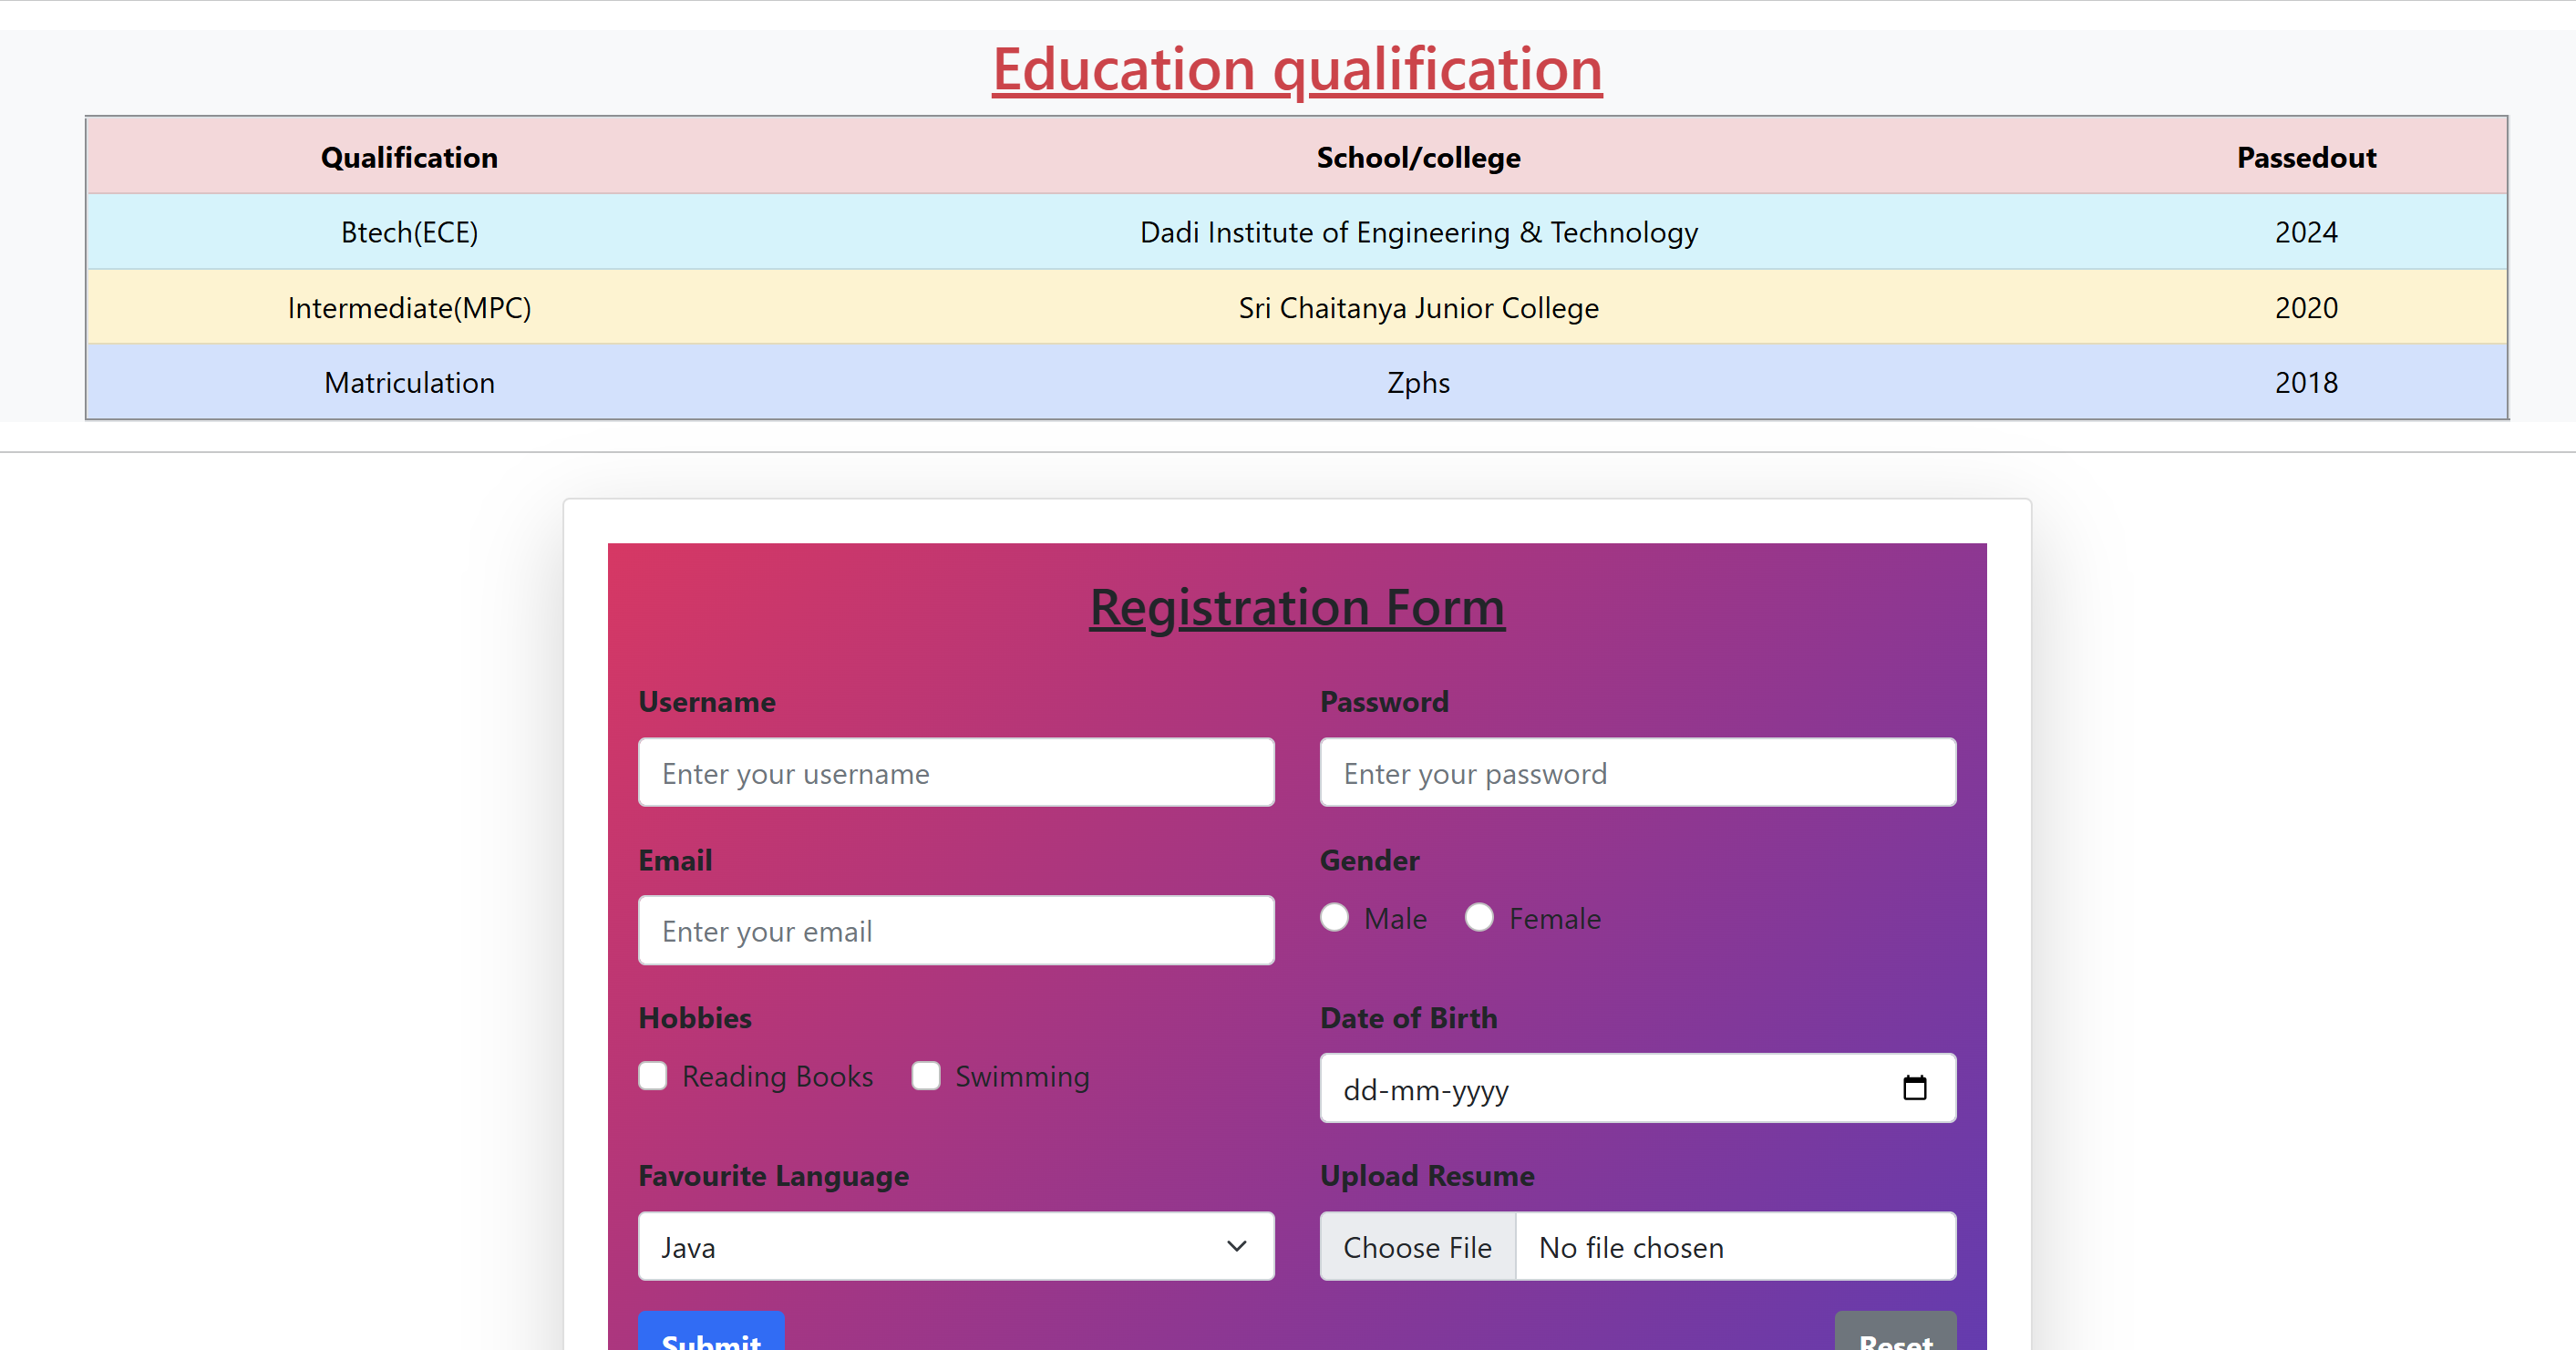 Education qualification
Qualification School/college Passedout
Btech(ECE) Dadi Institute of Engineering & Technology 2024
Intermediate(MPC) Sri Chaitanya Junior College 2020
Matriculation Zphs 2018
Registration Form
Username Password
Enter your username Enter your password
Email Gender
Enter your email Male Female
Hobbies Date of Birth
Reading Books Swimming dd-mm-yyyy
Favourite Language Upload Resume
Java Choose File No file chosen
Submit Reset